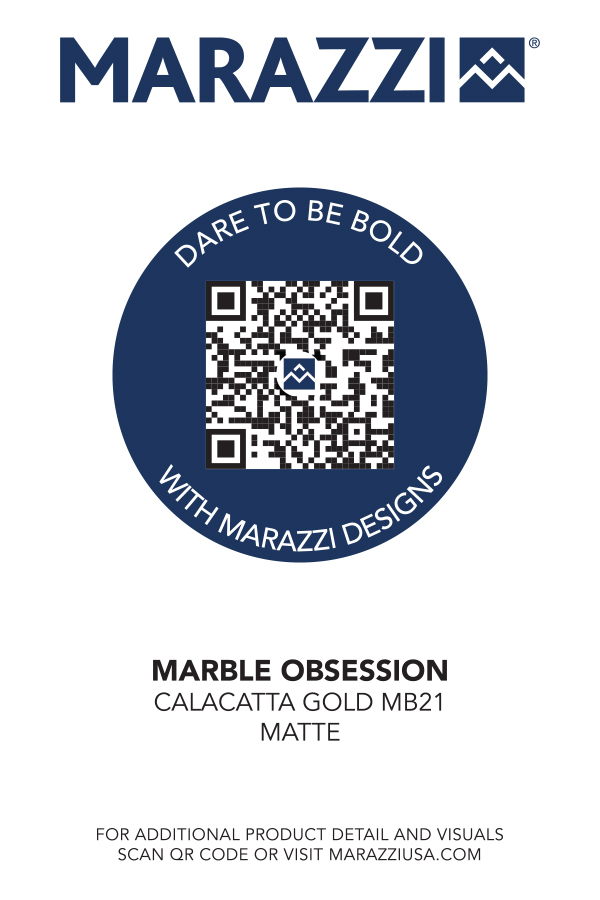 MARAZZI®
DARE TO BE BOLD
WITH MARAZZI DESIGNS
MARBLE OBSESSION
CALACATTA GOLD MB21
MATTE
FOR ADDITIONAL PRODUCT DETAIL AND VISUALS
SCAN QR CODE OR VISIT MARAZZIUSA.COM